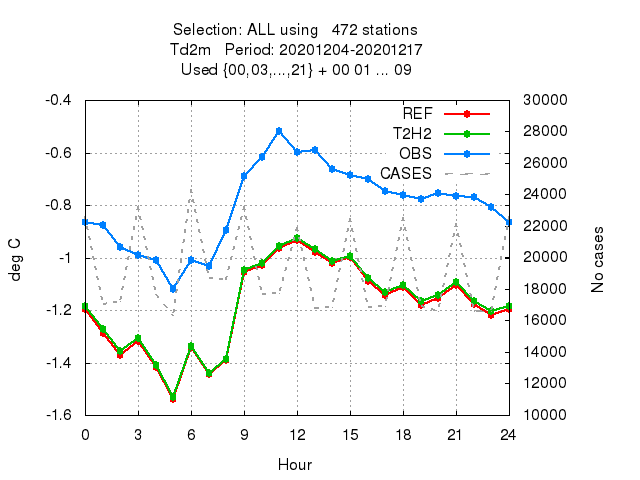 Selection: ALL using   472 stations
Td2m   Period: 20201204-20201217
Used {00,03,...,21} + 00 01 ... 09
-0.4
-0.6
-0.8
-1
-1.2
-1.4
-1.6
deg C
REF
T2H2
OBS
CASES
30000
28000
26000
24000
22000
20000
18000
16000
14000
12000
10000
No cases
0 3 6 9 12 15 18 21 24
Hour